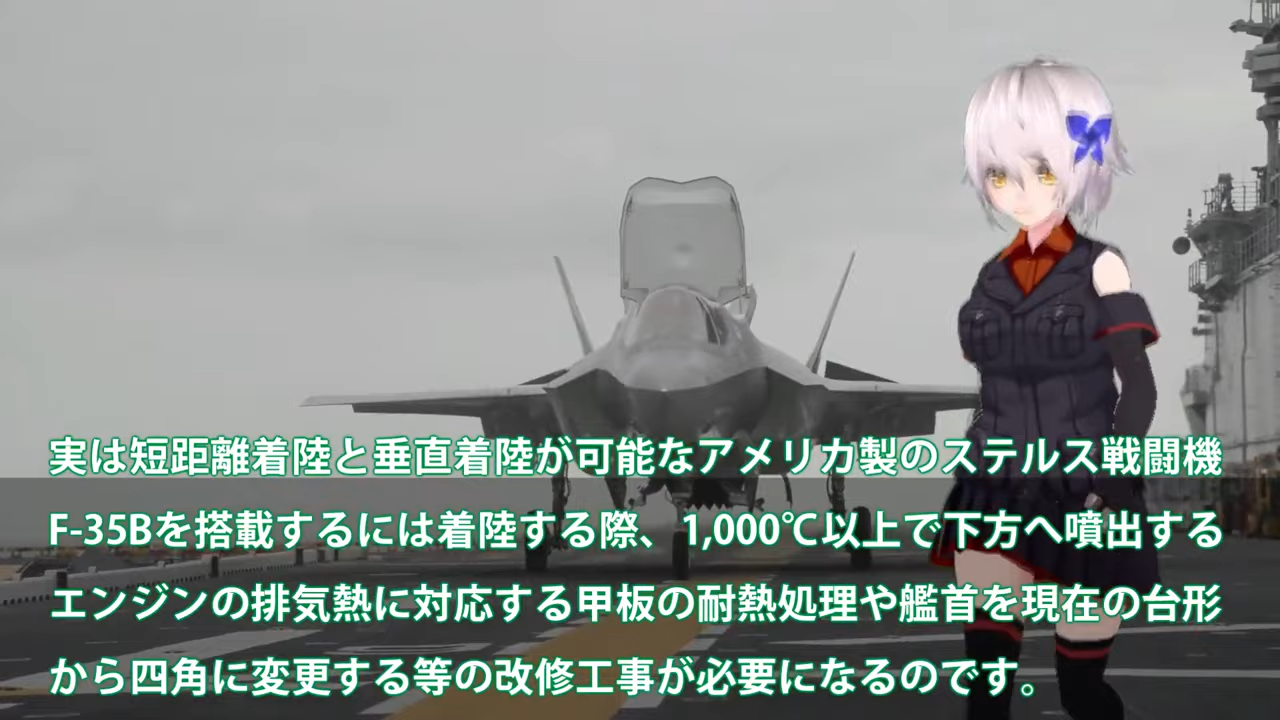 実は短距離着陸と垂直着陸が可能なアメリカ製のステルス戦闘機
F-35Bを搭載するには着陸する際、1,000℃以上で下方へ噴出する
エンジンの排気熱に対応する甲板の耐熱処理や艦首を現在の台形
から四角に変更する等の改修工事が必要になるのです。